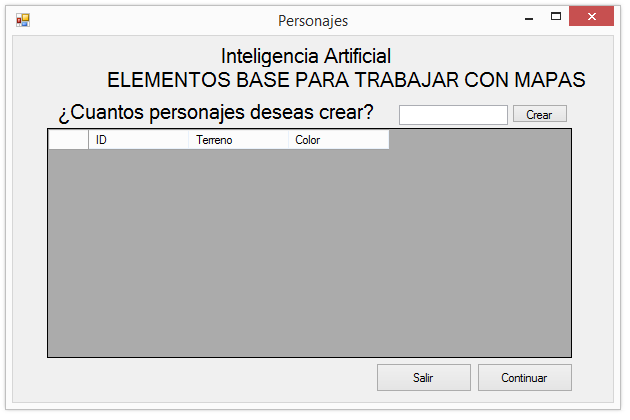 Personajes
Inteligencia Artificial
ELEMENTOS BASE PARA TRABAJAR CON MAPAS
¿Cuantos personajes deseas crear?
Crear
ID Terreno Color
Salir Continuar